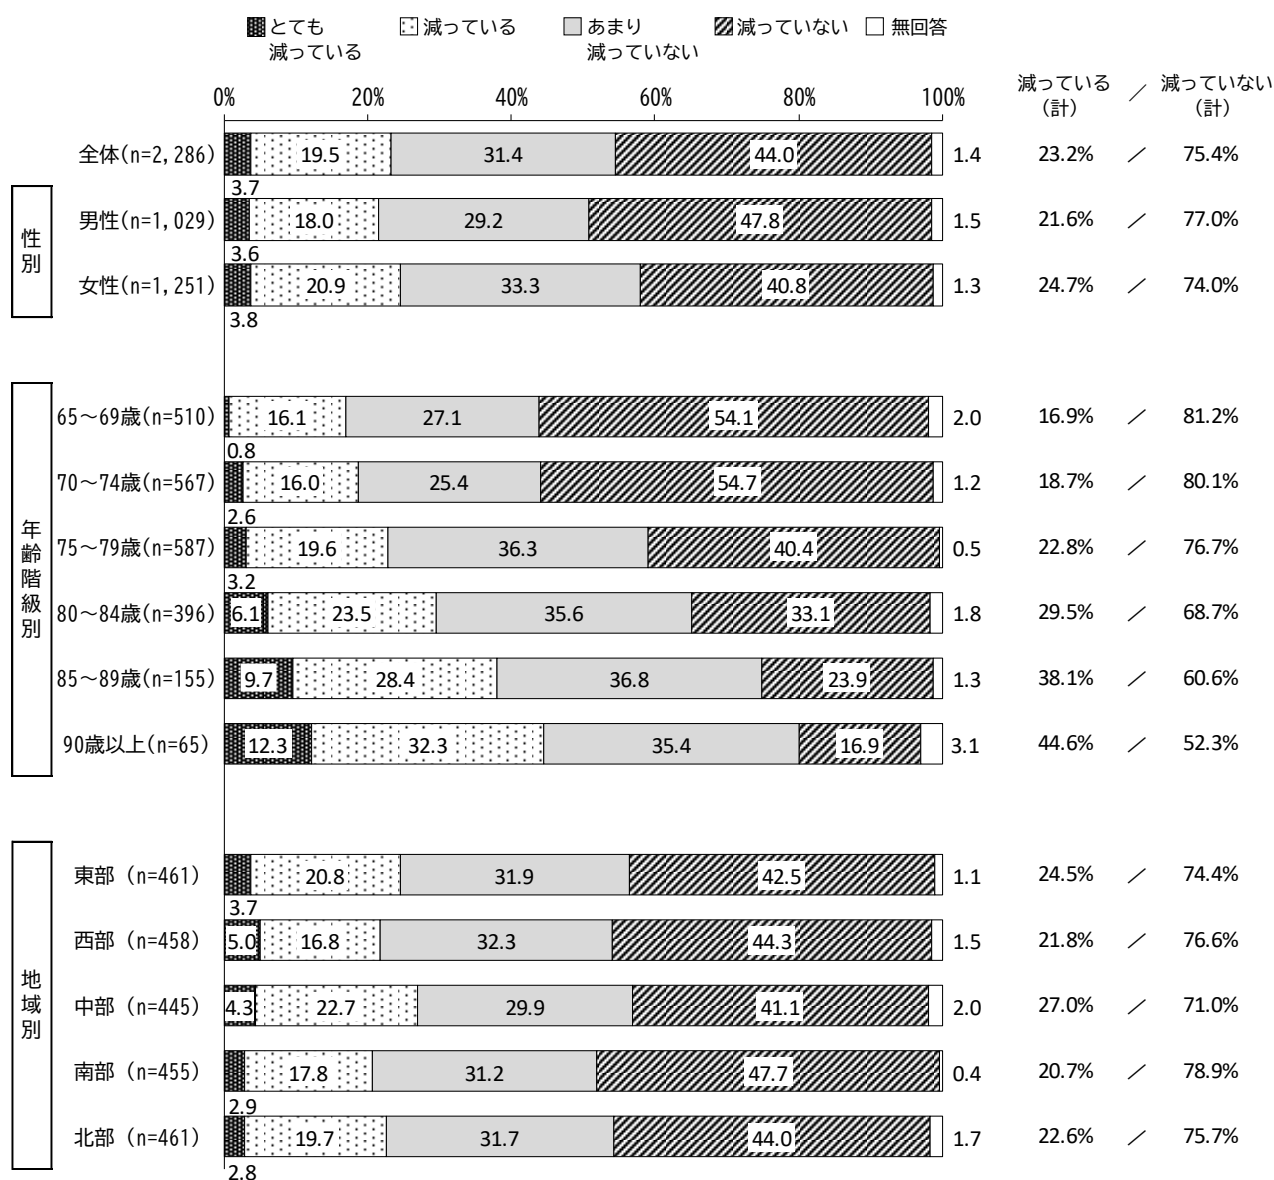 とても
減っている
減っている
あまり
減っていない
減っていない
無回答
0% 20% 40% 60% 80% 100%
減っている
(計)
／
減っていない
(計)
全体(n=2,286) 3.7 19.5 31.4 44.0 1.4 23.2% ／ 75.4%
性別
男性(n=1,029) 3.6 18.0 29.2 47.8 1.5 21.6% ／ 77.0%
女性(n=1,251) 3.8 20.9 33.3 40.8 1.3 24.7% ／ 74.0%
年齢階級別
65～69歳(n=510) 0.8 16.1 27.1 54.1 2.0 16.9% ／ 81.2%
70～74歳(n=567) 2.6 16.0 25.4 54.7 1.2 18.7% ／ 80.1%
75～79歳(n=587) 3.2 19.6 36.3 40.4 0.5 22.8% ／ 76.7%
80～84歳(n=396) 6.1 23.5 35.6 33.1 1.8 29.5% ／ 68.7%
85～89歳(n=155) 9.7 28.4 36.8 23.9 1.3 38.1% ／ 60.6%
90歳以上(n=65) 12.3 32.3 35.4 16.9 3.1 44.6% ／ 52.3%
地域別
東部 (n=461) 3.7 20.8 31.9 42.5 1.1 24.5% ／ 74.4%
西部 (n=458) 5.0 16.8 32.3 44.3 1.5 21.8% ／ 76.6%
中部 (n=445) 4.3 22.7 29.9 41.1 2.0 27.0% ／ 71.0%
南部 (n=455) 2.9 17.8 31.2 47.7 0.4 20.7% ／ 78.9%
北部 (n=461) 2.8 19.7 31.7 44.0 1.7 22.6% ／ 75.7%